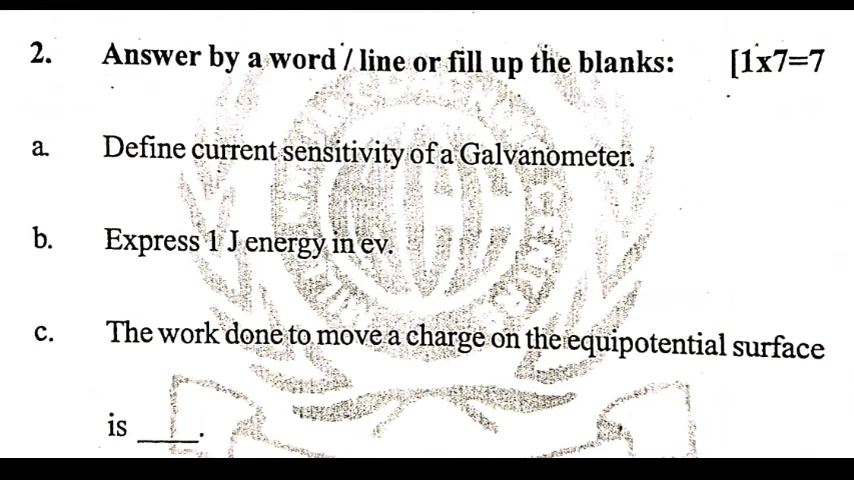 2. Answer by a word / line or fill up the blanks: [1x7=7
a. Define current sensitivity of a Galvanometer.
b. Express 1 J energy in ev.
c. The work done to move a charge on the equipotential surface
is ____.